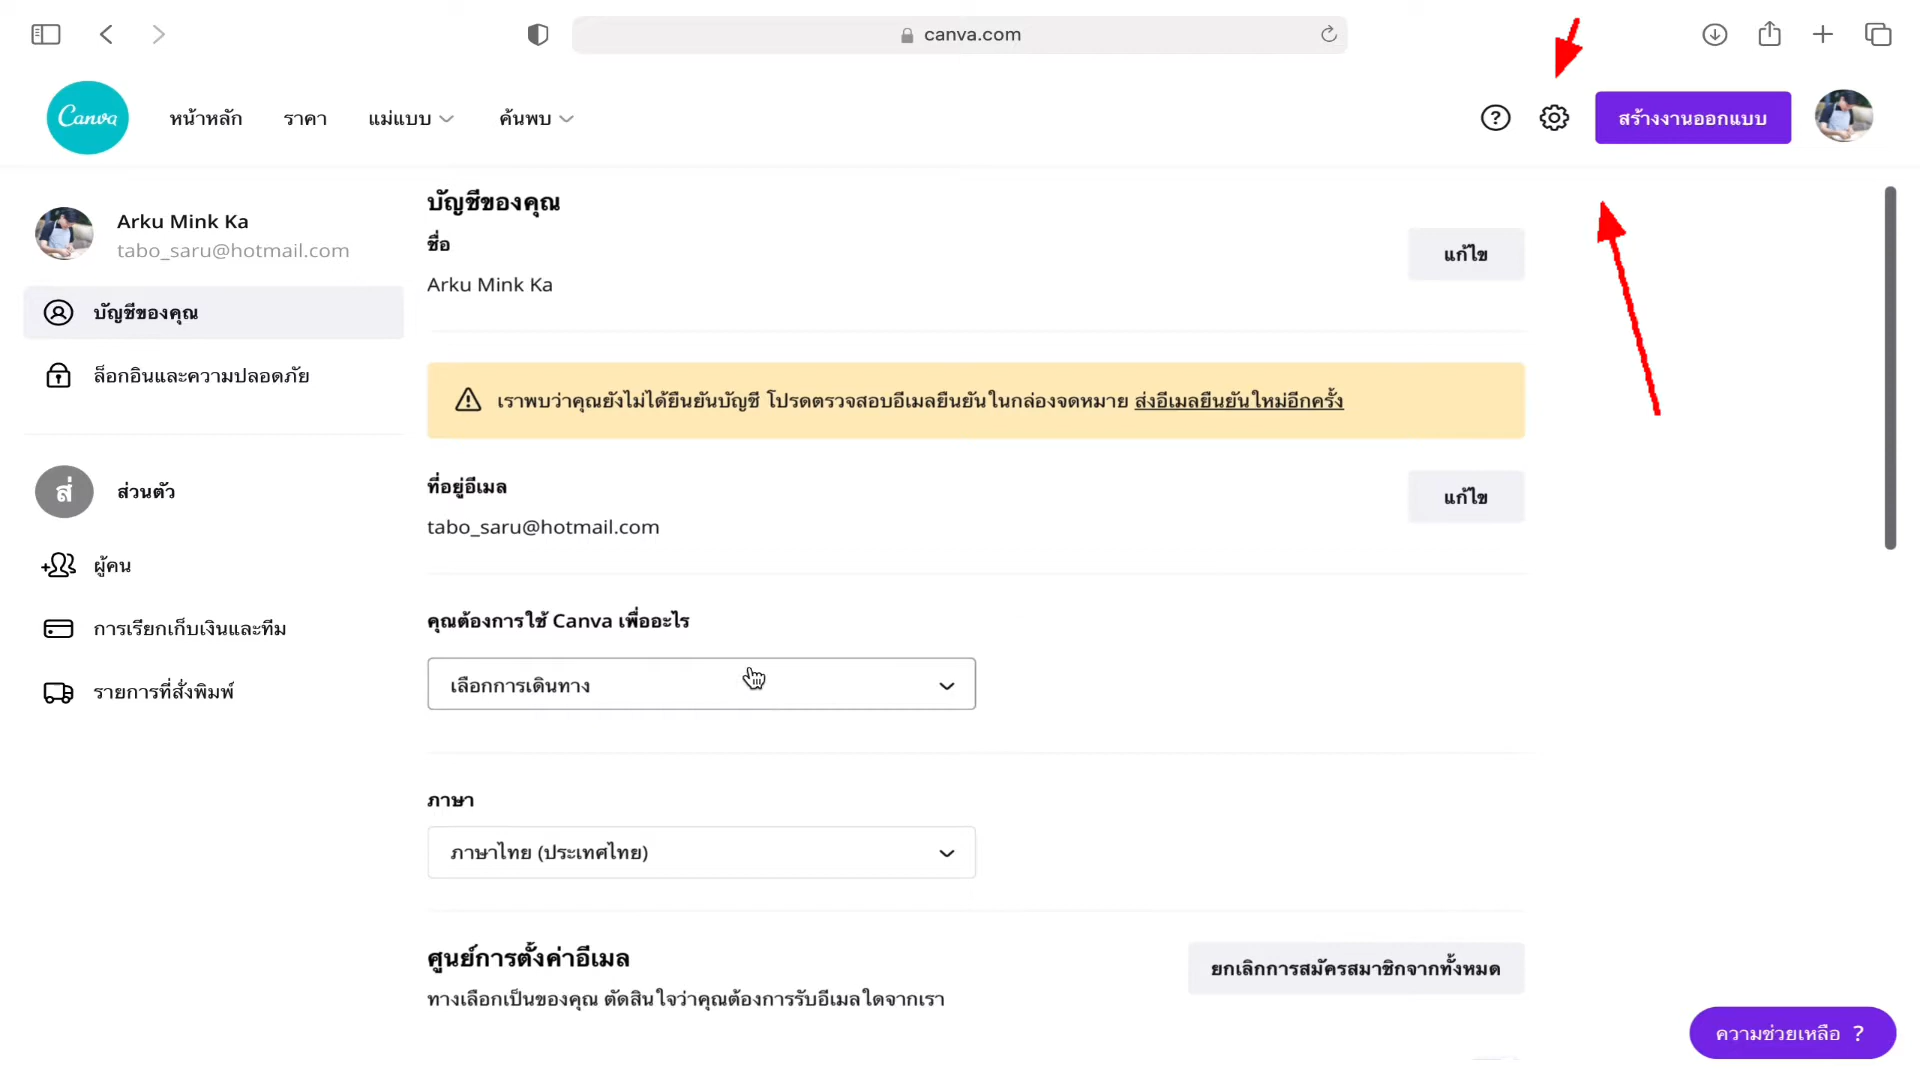 canva.com
Canva
หน้าหลัก
ราคา
แม่แบบ
ค้นพบ
?
สร้างงานออกแบบ
Arku Mink Ka
tabo_saru@hotmail.com
บัญชีของคุณ
ล็อกอินและความปลอดภัย
ส่
ส่วนตัว
ผู้คน
การเรียกเก็บเงินและทีม
รายการที่สั่งพิมพ์
บัญชีของคุณ
ชื่อ
Arku Mink Ka
แก้ไข
เราพบว่าคุณยังไม่ได้ยืนยันบัญชี โปรดตรวจสอบอีเมลยืนยันในกล่องจดหมาย ส่งอีเมลยืนยันใหม่อีกครั้ง
ที่อยู่อีเมล
tabo_saru@hotmail.com
แก้ไข
คุณต้องการใช้ Canva เพื่ออะไร
เลือกการเดินทาง
ภาษา
ภาษาไทย (ประเทศไทย)
ศูนย์การตั้งค่าอีเมล
ยกเลิกการสมัครสมาชิกจากทั้งหมด
ทางเลือกเป็นของคุณ ตัดสินใจว่าคุณต้องการรับอีเมลใดจากเรา
ความช่วยเหลือ ?